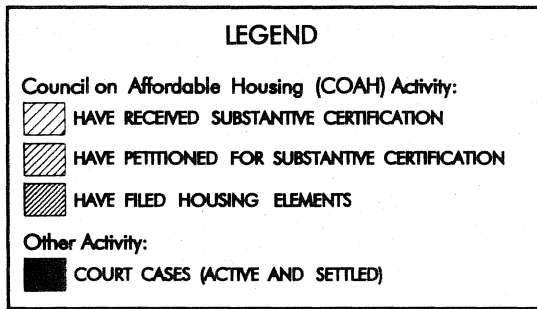 LEGEND
Council on Affordable Housing (COAH) Activity:
HAVE RECEIVED SUBSTANTIVE CERTIFICATION
HAVE PETITIONED FOR SUBSTANTIVE CERTIFICATION
HAVE FILED HOUSING ELEMENTS
Other Activity:
COURT CASES (ACTIVE AND SETTLED)